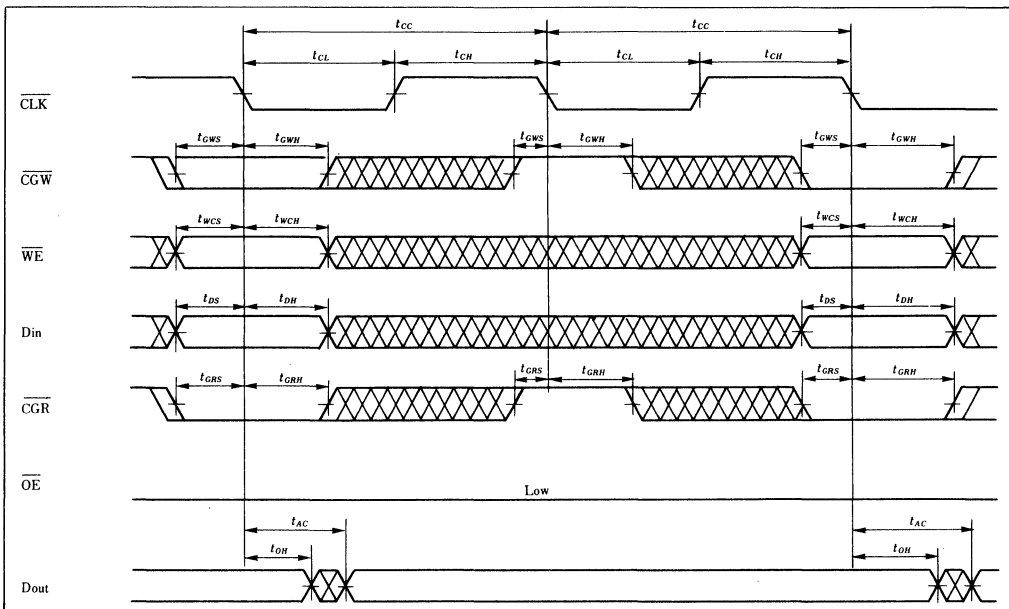 tCC tCC
tCL tCH tCL tCH
CLK
tGWS tGWH tGWS tGWH tGWS tGWH
CGW
tWCS tWCH tWCS tWCH
WE
tDS tDH tDS tDH
Din
tGRS tGRH tGRS tGRH tGRS tGRH
CGR
OE
Low
tAC tAC
tOH tOH
Dout